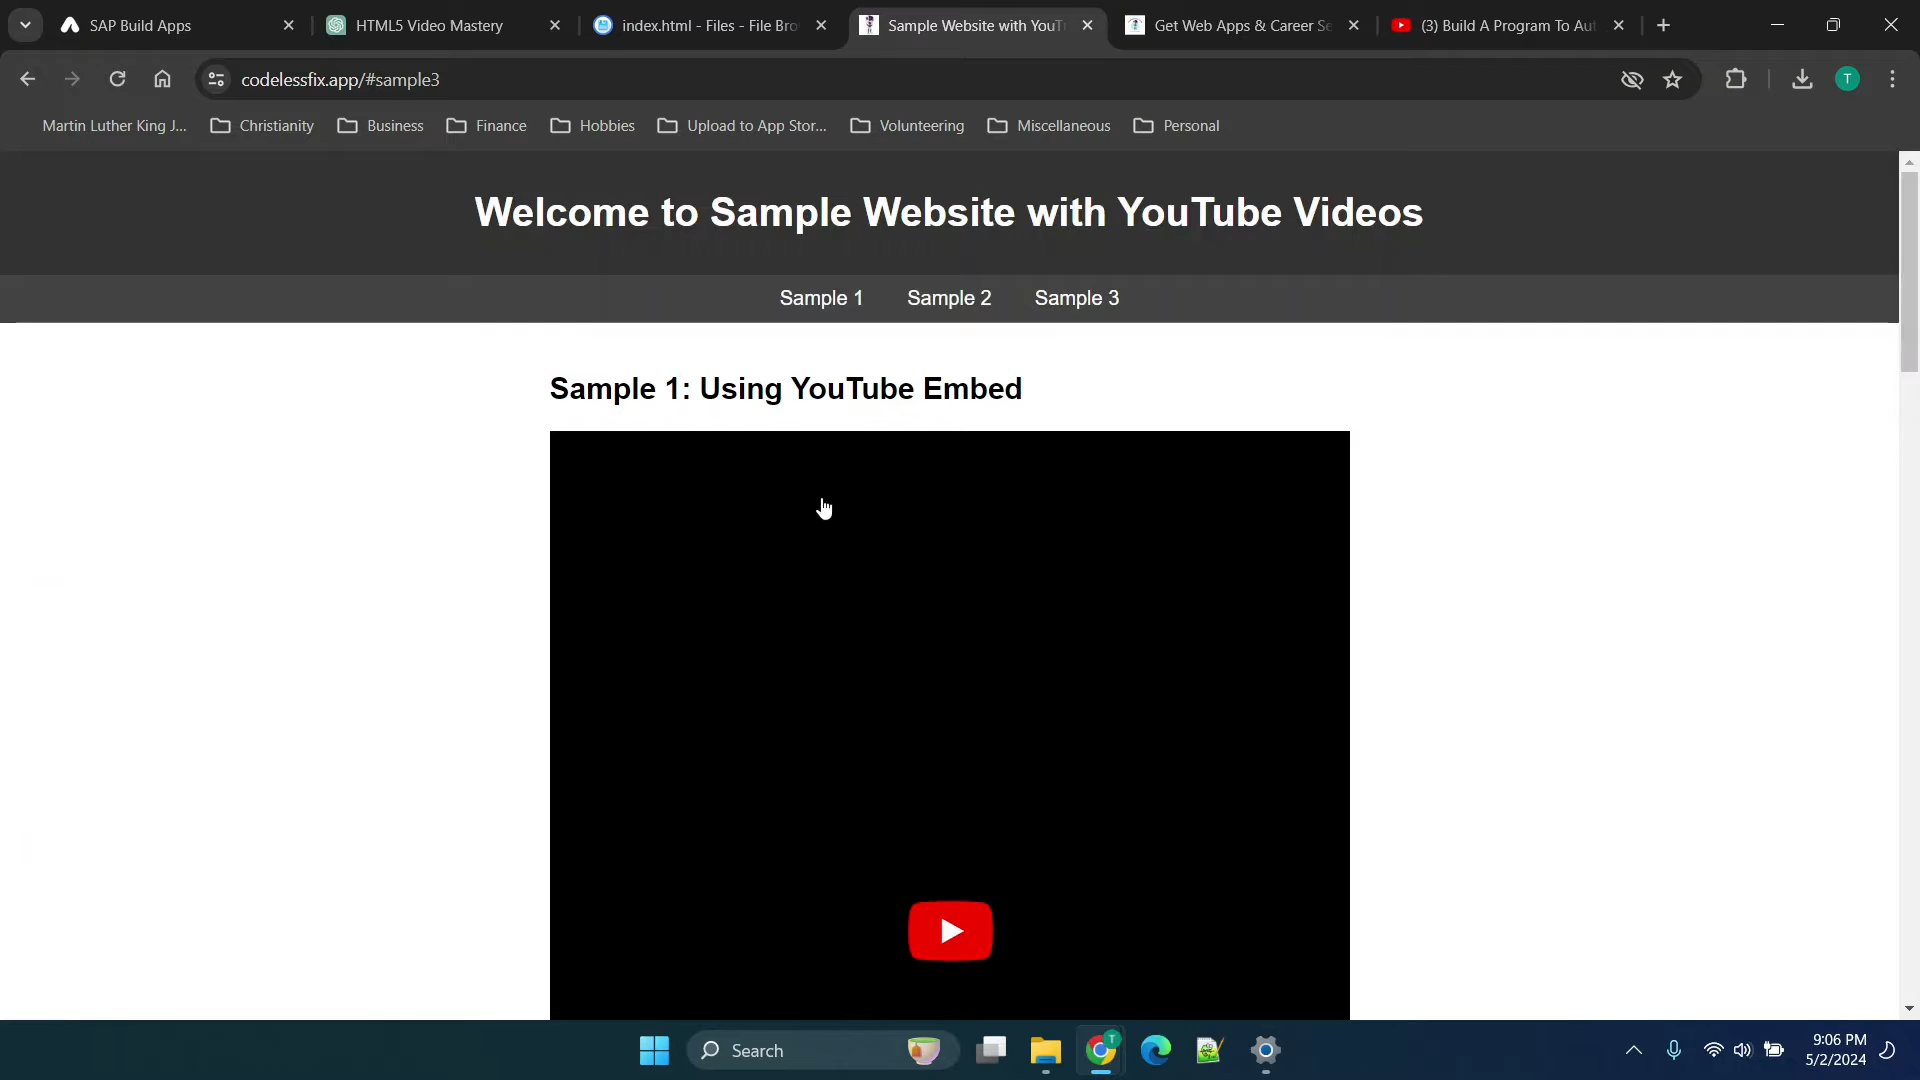 SAP Build Apps
HTML5 Video Mastery
index.html - Files - File Bro
Sample Website with YouT
Get Web Apps & Career Se
(3) Build A Program To Au
codelessfix.app/#sample3
T
Martin Luther King J...
Christianity
Business
Finance
Hobbies
Upload to App Stor...
Volunteering
Miscellaneous
Personal
Welcome to Sample Website with YouTube Videos
Sample 1
Sample 2
Sample 3
Sample 1: Using YouTube Embed
Search
T
9:06 PM
5/2/2024